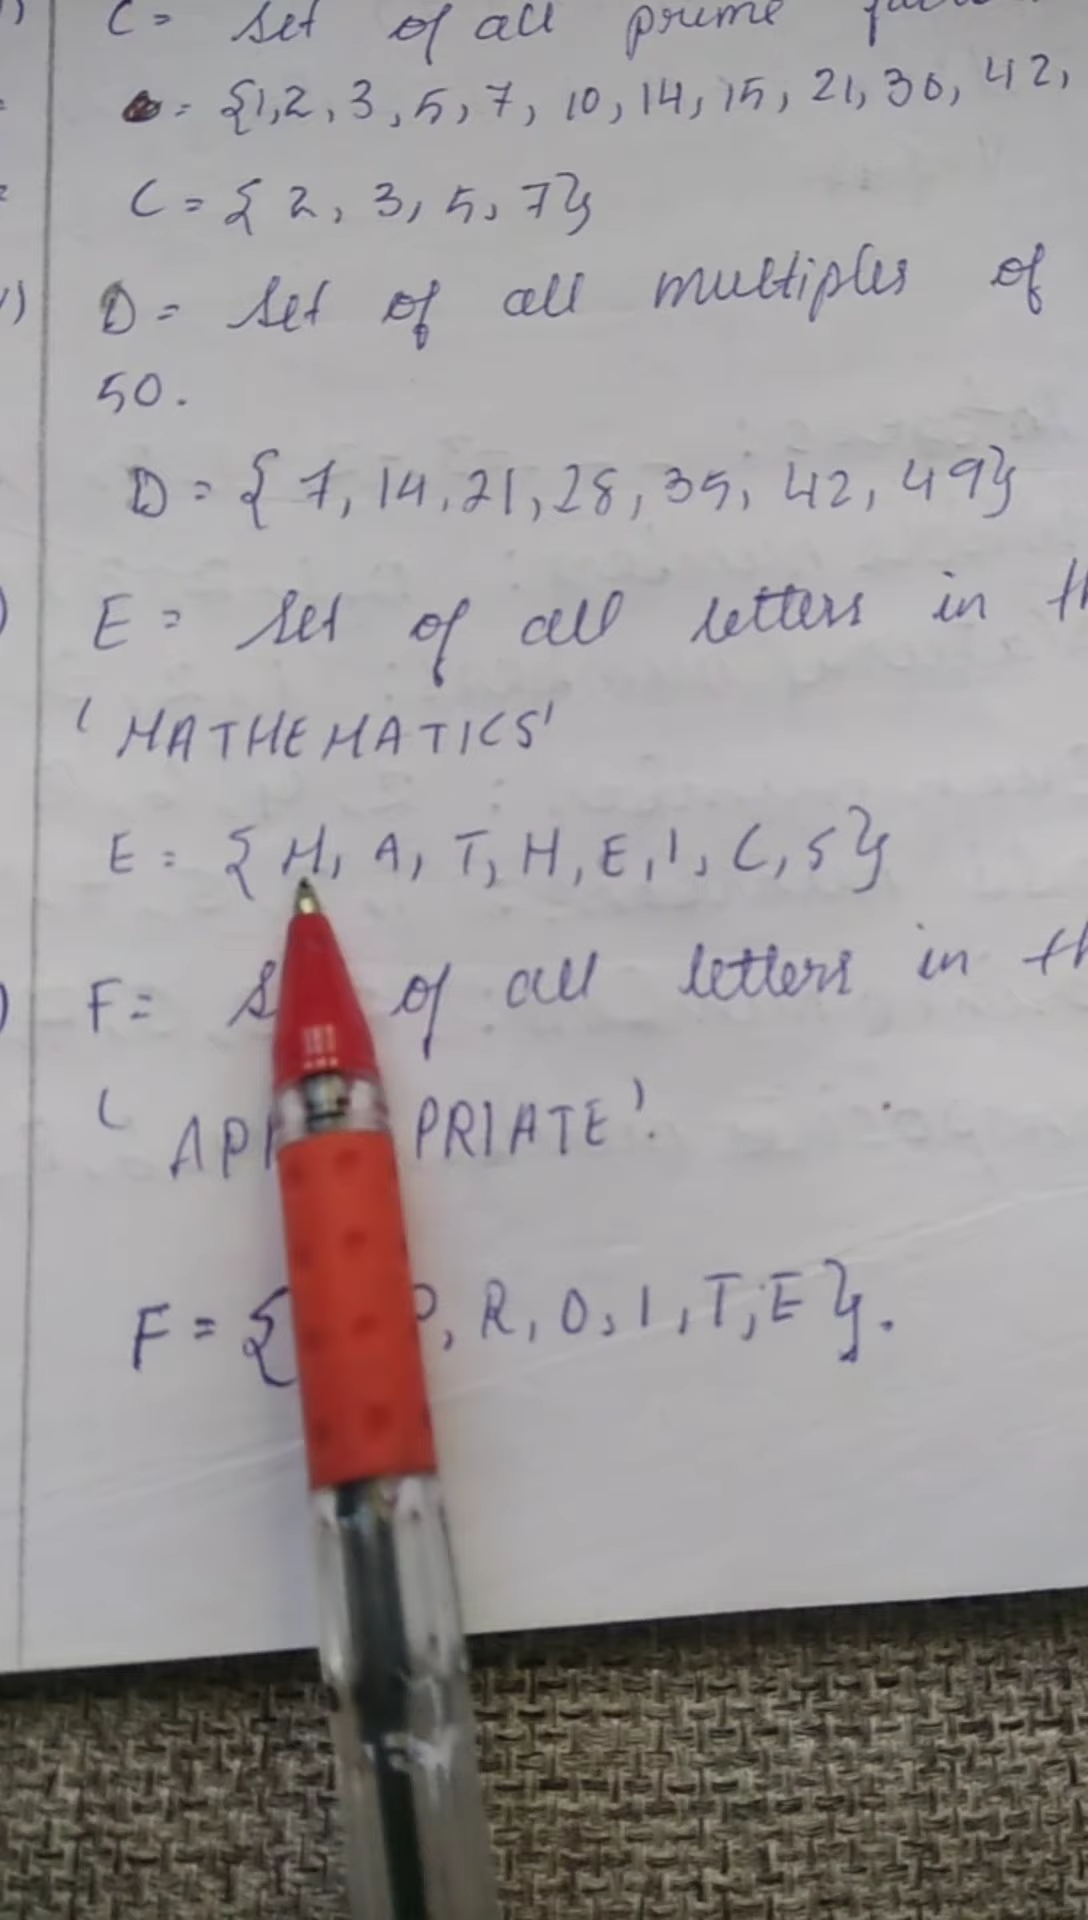 C = Set of all prime
= {1,2, 3, 5, 7, 10, 14, 15, 21, 30, 42,
C = { 2, 3, 5, 7}
D = Set of all multiples of
50.
D = { 7, 14, 21, 28, 35, 42, 49}
E = Set of all letters in th
'MATHEMATICS'
E = { M, A, T, H, E, I, C, S}
F = S of all letters in th
' AP PRIATE'.
F = { P, R, O, I, T, E }.